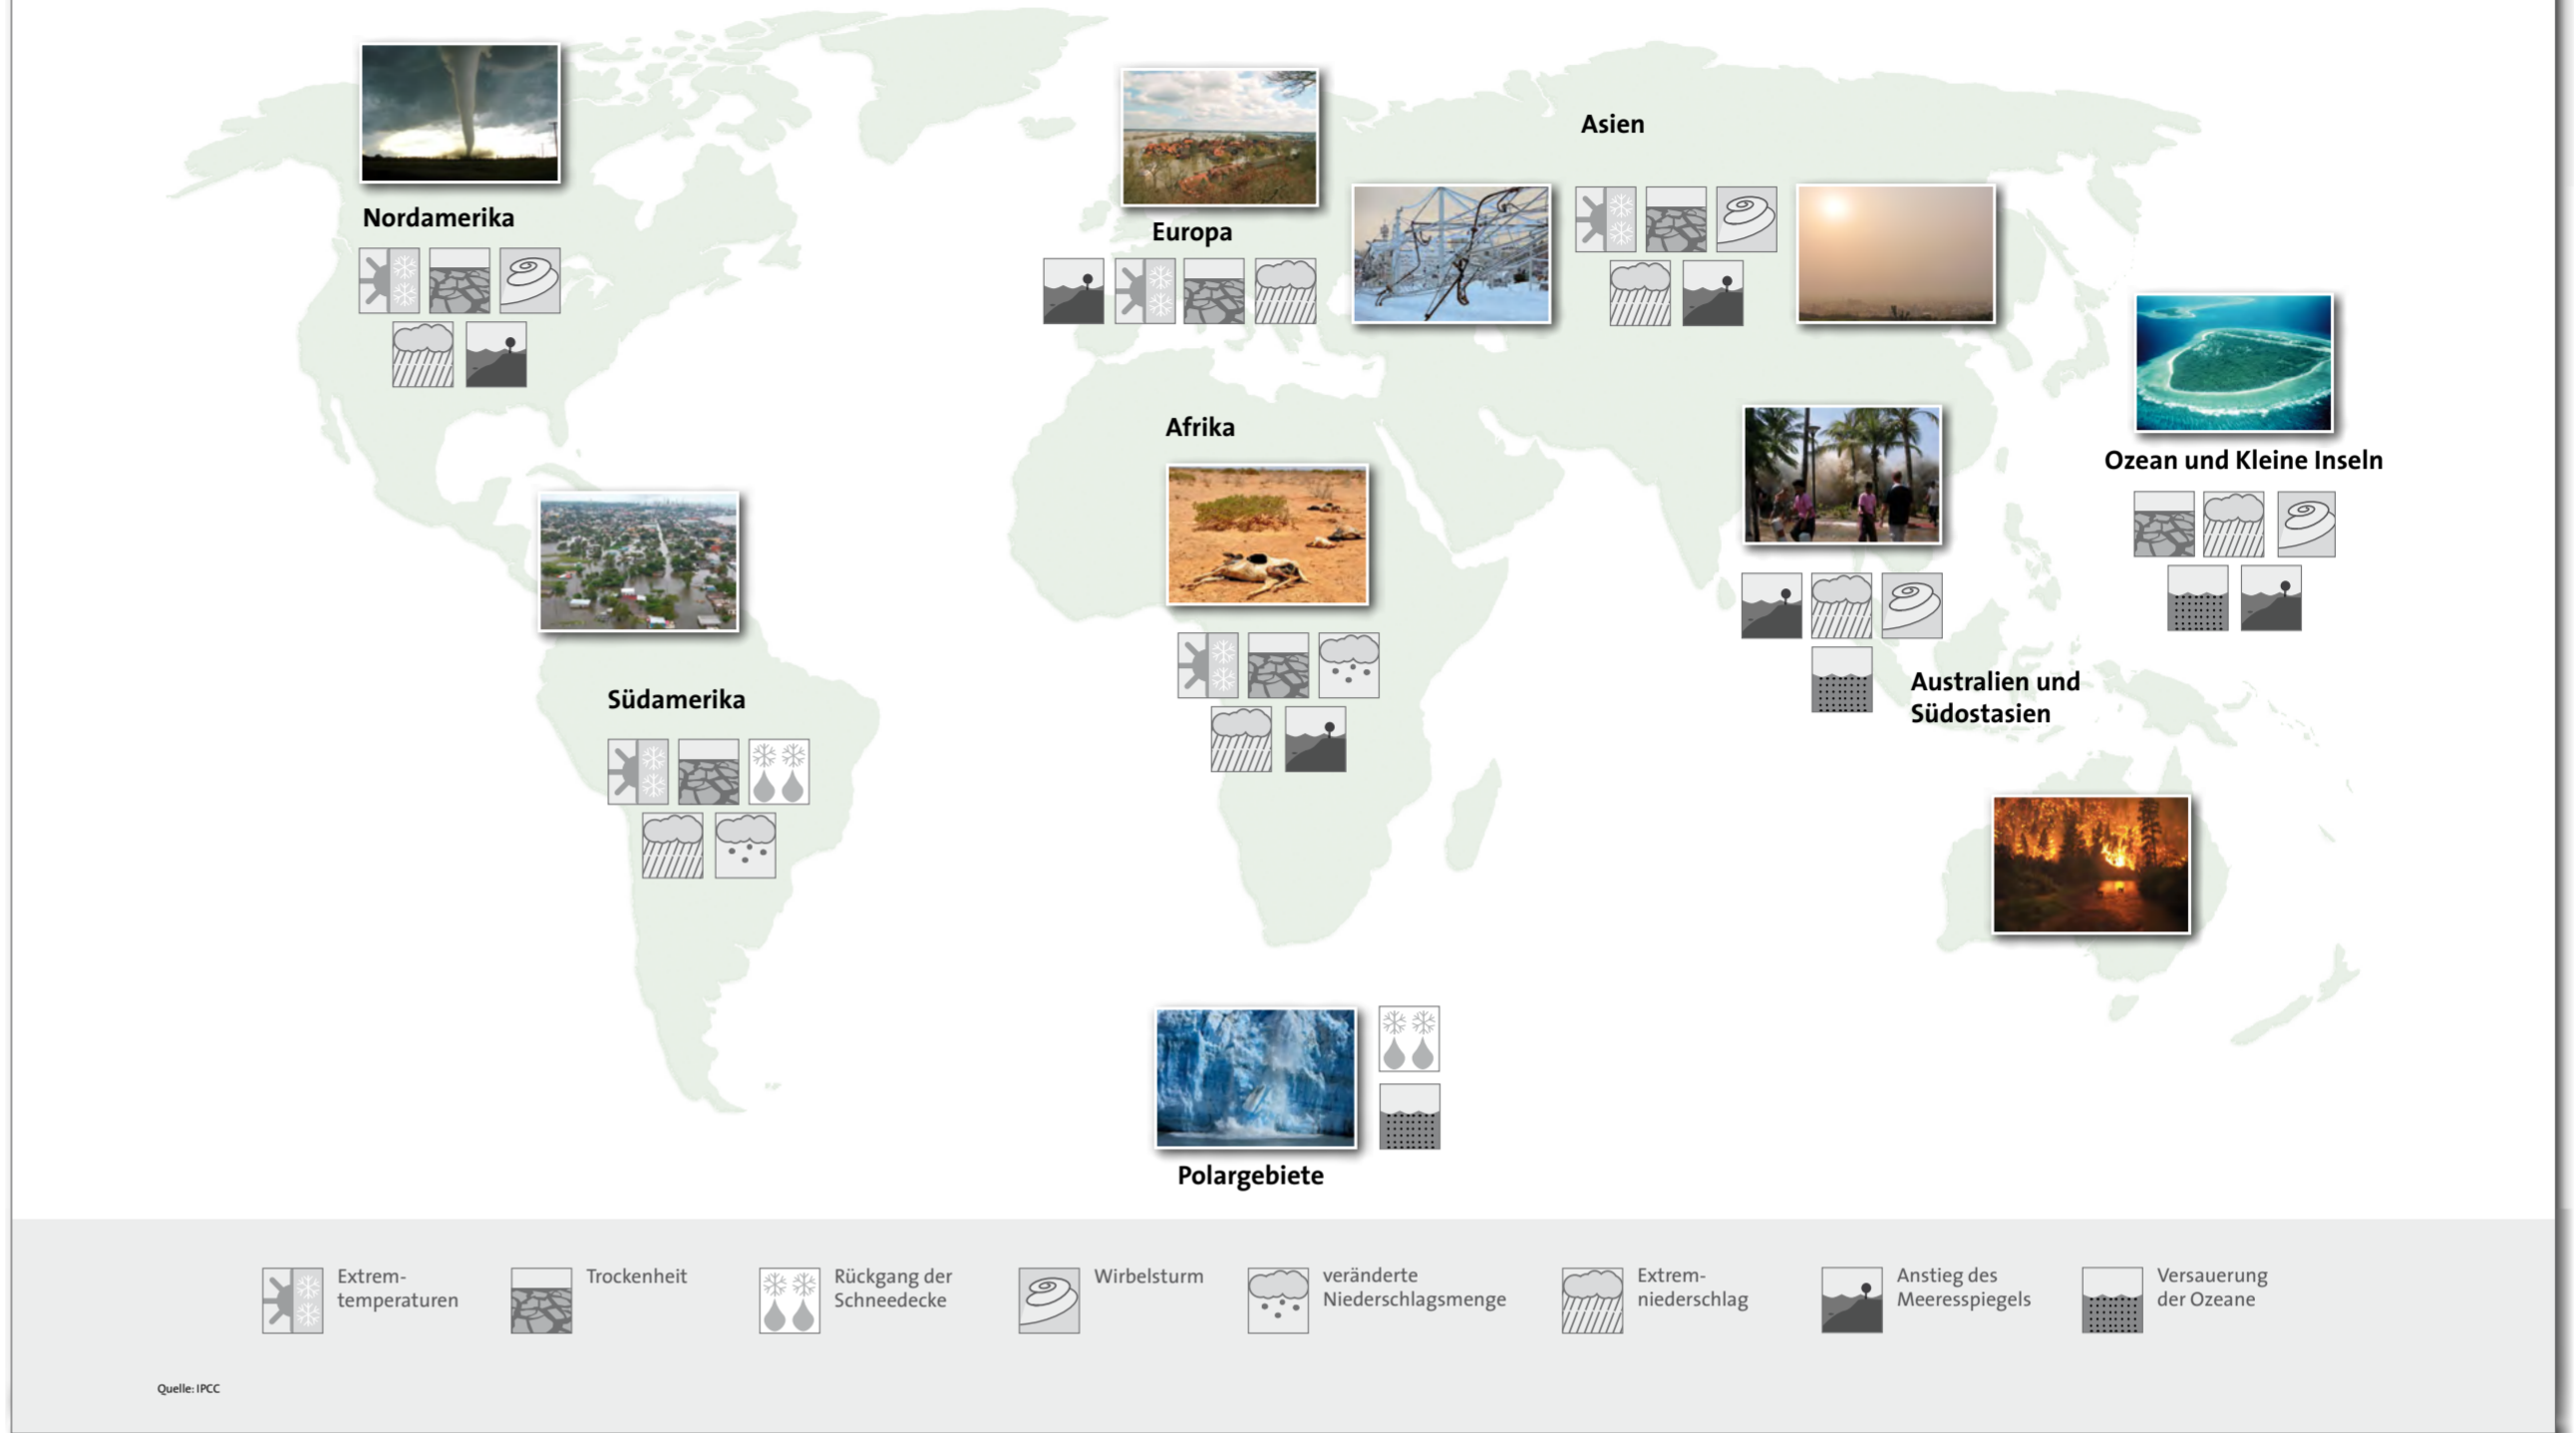 Nordamerika
Europa
Asien
Afrika
Ozean und Kleine Inseln
Südamerika
Australien und
Südostasien
Polargebiete
Extrem-
temperaturen
Trockenheit
Rückgang der
Schneedecke
Wirbelsturm
veränderte
Niederschlagsmenge
Extrem-
niederschlag
Anstieg des
Meeresspiegels
Versauerung
der Ozeane
Quelle: IPCC